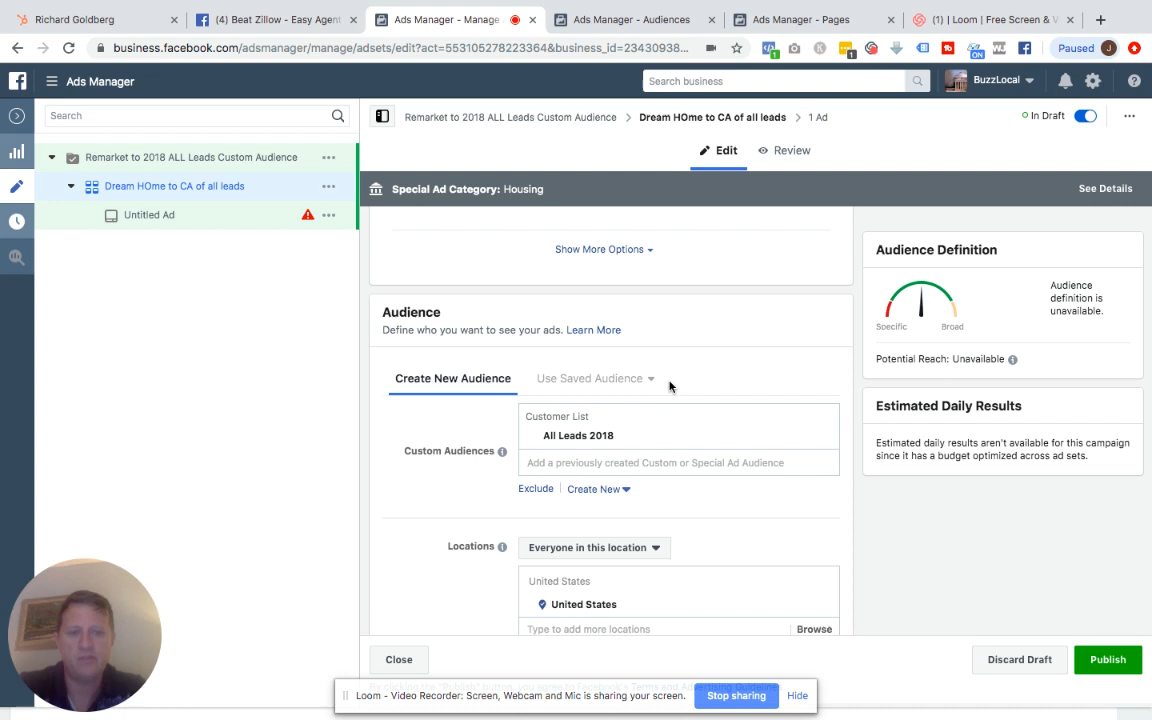 Richard Goldberg
(4) Beat Zillow - Easy Agent
Ads Manager - Manage
Ads Manager - Audiences
Ads Manager - Pages
(1) | Loom | Free Screen & V
business.facebook.com/adsmanager/manage/adsets/edit?act=553105278223364&business_id=23430938...
1
1
ON
WJ
Paused
J
Ads Manager
Search business
BuzzLocal
Search
Remarket to 2018 ALL Leads Custom Audience
Dream HOme to CA of all leads
Untitled Ad
Remarket to 2018 ALL Leads Custom Audience > Dream HOme to CA of all leads > 1 Ad
In Draft
Edit
Review
Special Ad Category: Housing
See Details
Show More Options
Audience
Define who you want to see your ads. Learn More
Create New Audience
Use Saved Audience
Custom Audiences
Customer List
All Leads 2018
Add a previously created Custom or Special Ad Audience
Exclude
Create New
Locations
Everyone in this location
United States
United States
Type to add more locations
Browse
Audience Definition
Specific
Broad
Audience
definition is
unavailable.
Potential Reach: Unavailable
Estimated Daily Results
Estimated daily results aren't available for this campaign
since it has a budget optimized across ad sets.
Close
Discard Draft
Publish
Loom - Video Recorder: Screen, Webcam and Mic is sharing your screen.
Stop sharing
Hide